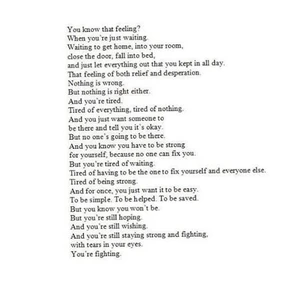 You know that feeling?
When you're just waiting.
Waiting to get home, into your room,
close the door, fall into bed,
and just let everything out that you kept in all day.
That feeling of both relief and desperation.
Nothing is wrong.
But nothing is right either.
And you're tired.
Tired of everything, tired of nothing.
And you just want someone to
be there and tell you it's okay.
But no one's going to be there.
And you know you have to be strong
for yourself, because no one can fix you.
But you're tired of waiting.
Tired of having to be the one to fix yourself and everyone else.
Tired of being strong.
And for once, you just want it to be easy.
To be simple. To be helped. To be saved.
But you know you won't be.
But you're still hoping.
And you're still wishing.
And you're still staying strong and fighting,
with tears in your eyes.
You're fighting.